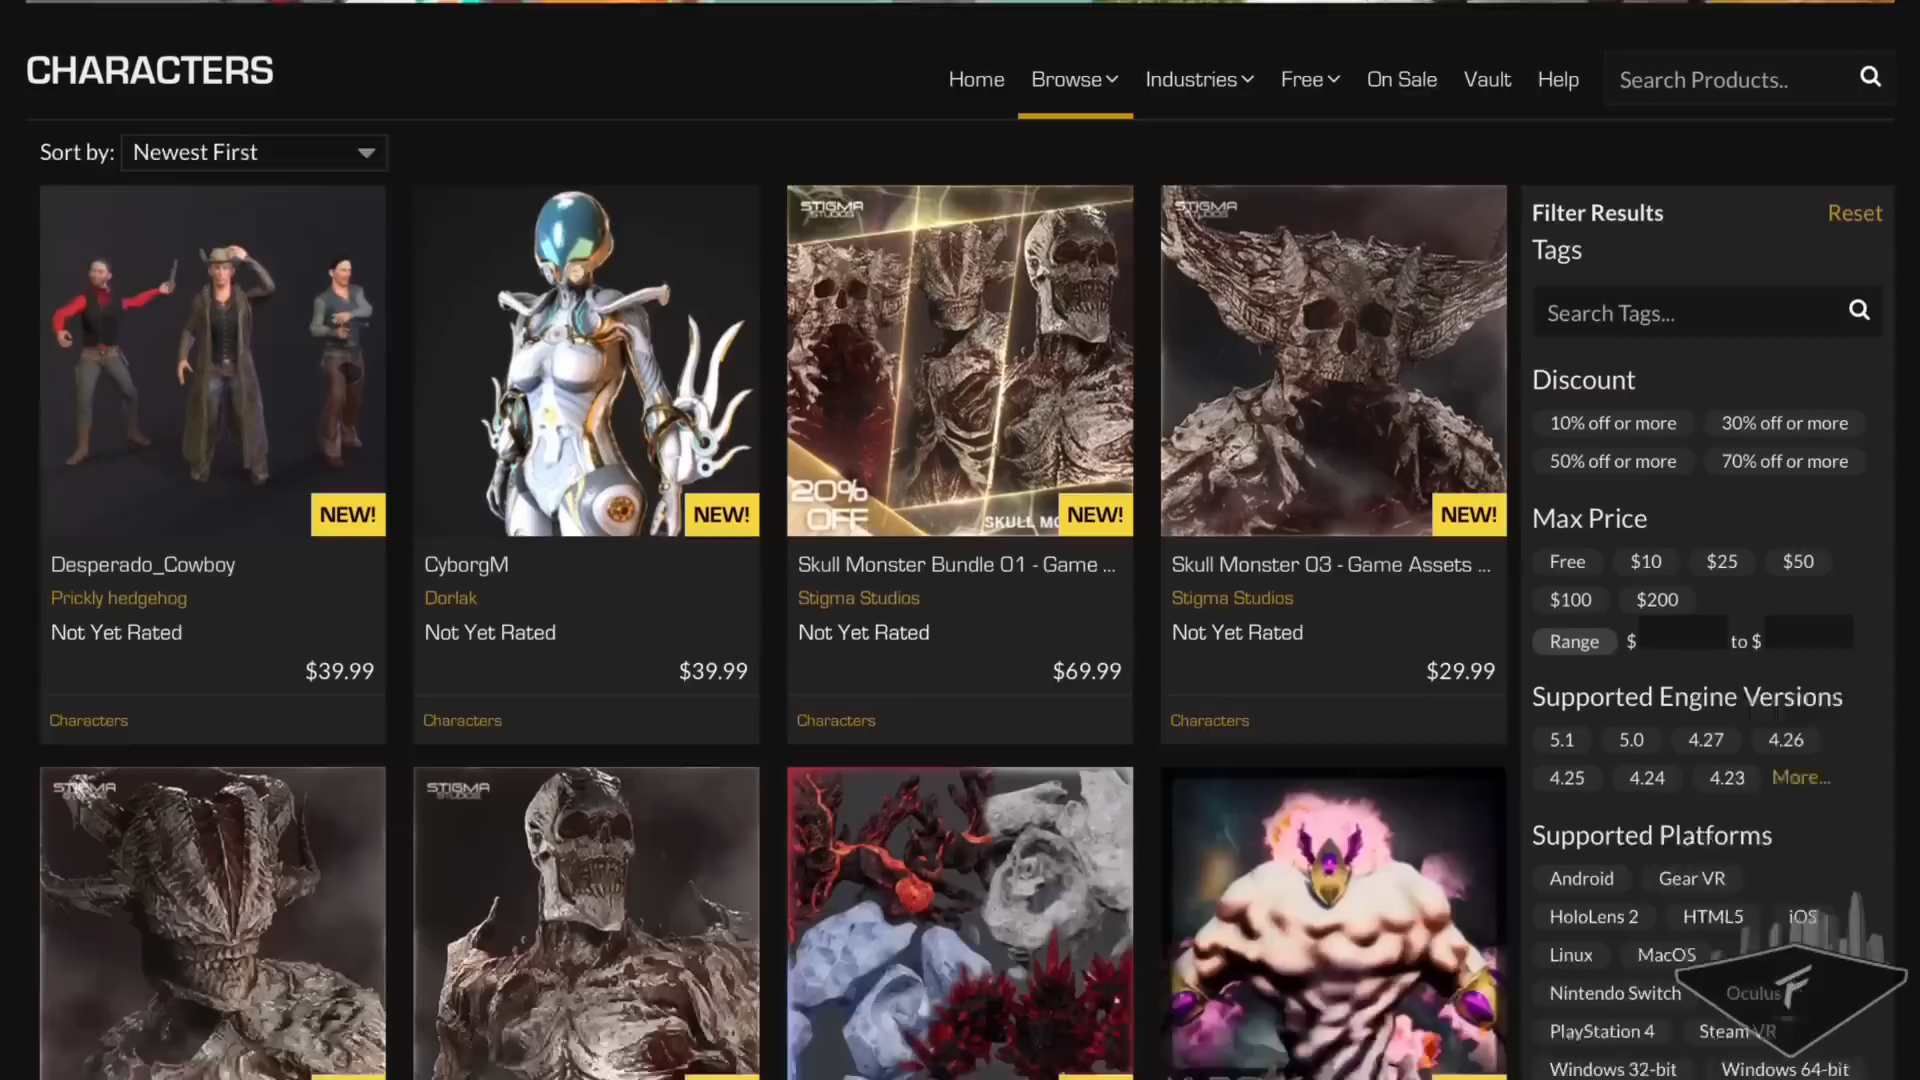 CHARACTERS
Home Browse Industries Free On Sale Vault Help Search Products..
Sort by: Newest First
STIGMA
STUDIOS
20%
OFF
SKULL MO
NEW!
NEW!
NEW!
STIGMA
STUDIOS
NEW!
Desperado_Cowboy
Prickly hedgehog
Not Yet Rated
$39.99
Characters
CyborgM
Dorlak
Not Yet Rated
$39.99
Characters
Skull Monster Bundle 01 - Game ...
Stigma Studios
Not Yet Rated
$69.99
Characters
Skull Monster 03 - Game Assets ...
Stigma Studios
Not Yet Rated
$29.99
Characters
STIGMA
STUDIOS
STIGMA
STUDIOS
Filter Results Reset
Tags
Search Tags...
Discount
10% off or more 30% off or more
50% off or more 70% off or more
Max Price
Free $10 $25 $50
$100 $200
Range $ to $
Supported Engine Versions
5.1 5.0 4.27 4.26
4.25 4.24 4.23 More...
Supported Platforms
Android Gear VR
HoloLens 2 HTML5 iOS
Linux MacOS
Nintendo Switch Oculus
PlayStation 4 SteamVR
Windows 32-bit Windows 64-bit